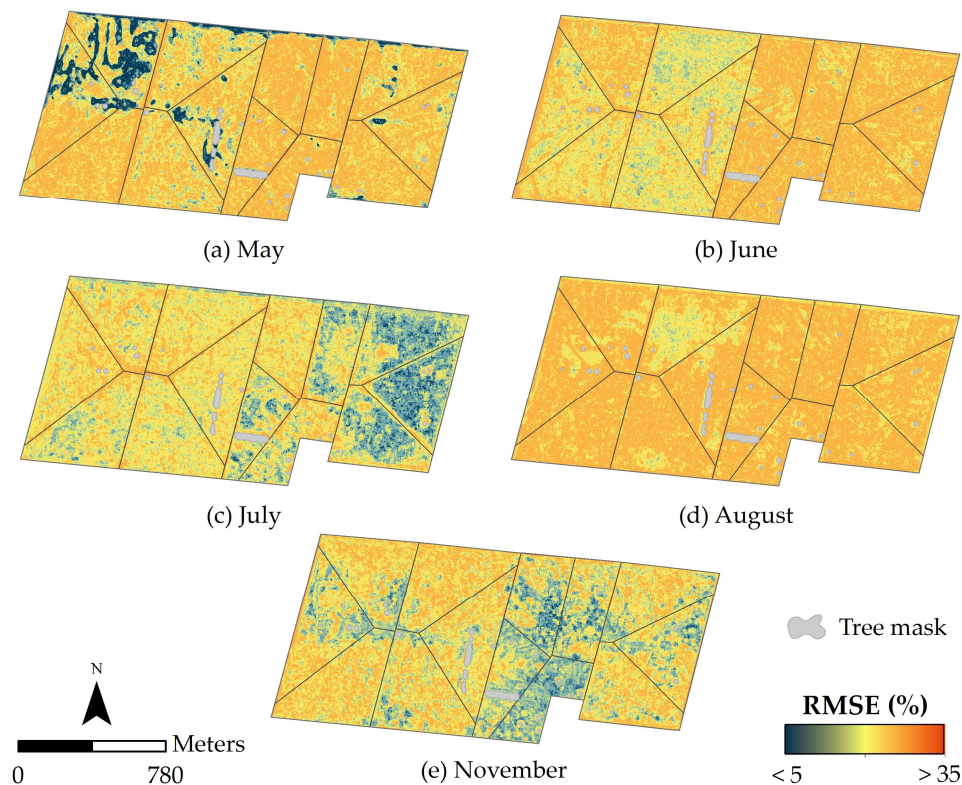 (a) May
(b) June
(c) July
(d) August
(e) November
Tree mask
N
Meters
0 780
RMSE (%)
< 5 > 35